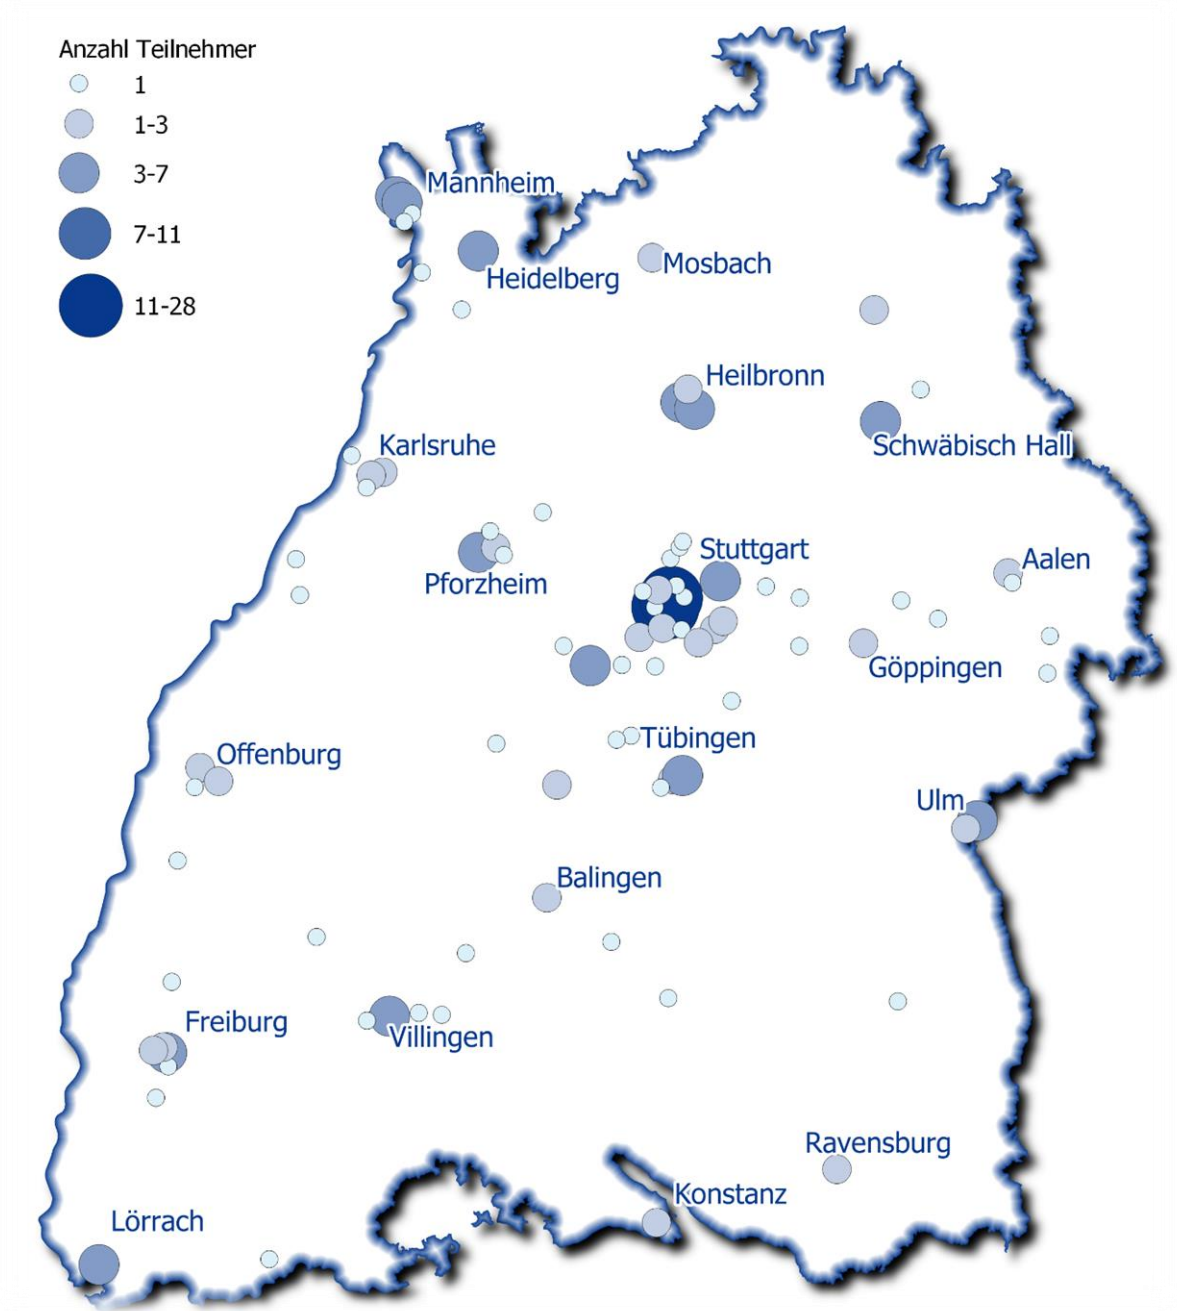 Anzahl Teilnehmer
1
1-3
3-7
7-11
11-28
Mannheim
Heidelberg
Mosbach
Heilbronn
Schwäbisch Hall
Karlsruhe
Pforzheim
Stuttgart
Aalen
Göppingen
Tübingen
Offenburg
Ulm
Balingen
Freiburg
Villingen
Ravensburg
Konstanz
Lörrach